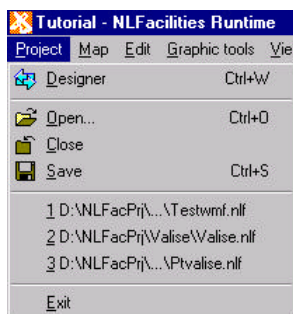 Tutorial - NLFacilities Runtime
Project Map Edit Graphic tools Vie
Designer Ctrl+W
Open... Ctrl+O
Close
Save Ctrl+S
1 D:\NLFacPrj\...\Testwmf.nlf
2 D:\NLFacPrj\Valise\Valise.nlf
3 D:\NLFacPrj\...\Ptvalise.nlf
Exit